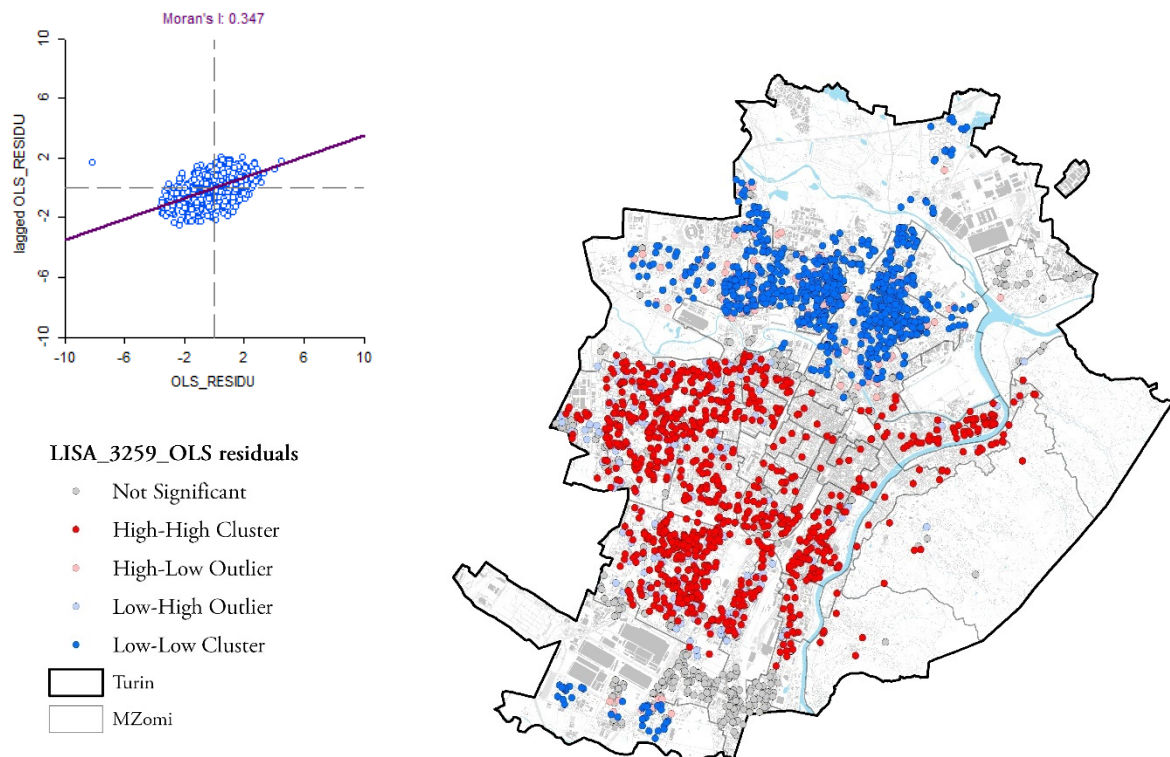 Moran's I: 0.347
10
6
2
-2
-6
-10
lagged OLS_RESIDU
-10
-6
-2
2
6
10
OLS_RESIDU
LISA_3259_OLS residuals
Not Significant
High-High Cluster
High-Low Outlier
Low-High Outlier
Low-Low Cluster
Turin
MZomi